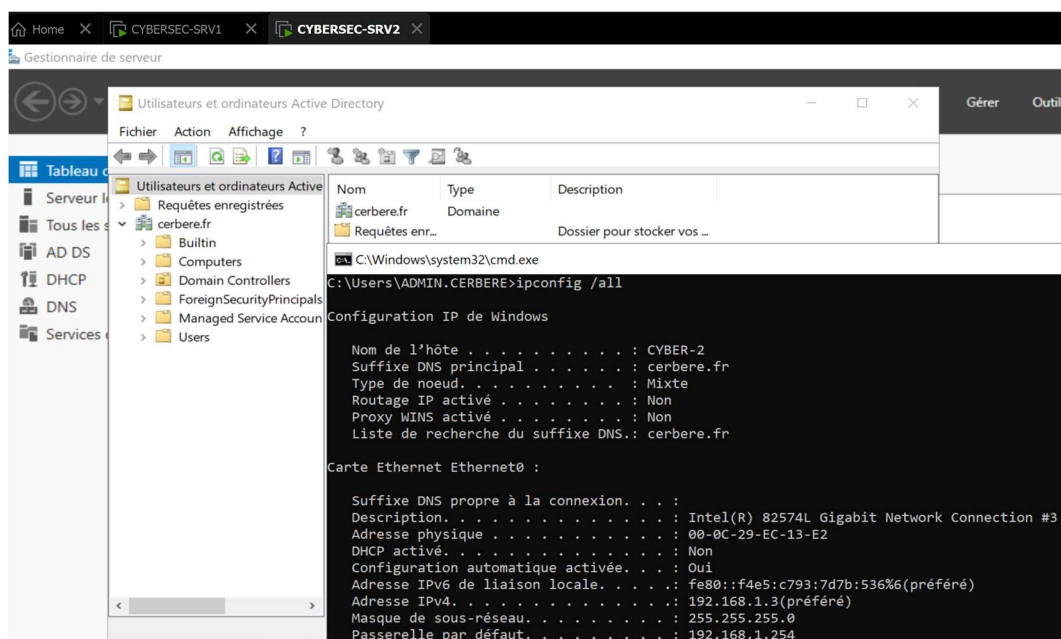 Home CYBERSEC-SRV1 CYBERSEC-SRV2
Gestionnaire de serveur
Gérer
Tableau
Serveur
Tous les
AD DS
DHCP
DNS
Services
Utilisateurs et ordinateurs Active Directory
Fichier Action Affichage ?
Utilisateurs et ordinateurs Active
Requêtes enregistrées
cerbere.fr
Builtin
Computers
Domain Controllers
ForeignSecurityPrincipals
Managed Service Accoun
Users
Nom Type Description
cerbere.fr Domaine
Requêtes enr... Dossier pour stocker vos ...
C:\Windows\system32\cmd.exe
C:\Users\ADMIN.CERBERE>ipconfig /all
Configuration IP de Windows
Nom de l’hôte . . . . . . . . . . : CYBER-2
Suffixe DNS principal . . . . . . : cerbere.fr
Type de noeud. . . . . . . . . . : Mixte
Routage IP activé . . . . . . . . : Non
Proxy WINS activé . . . . . . . . : Non
Liste de recherche du suffixe DNS.: cerbere.fr
Carte Ethernet Ethernet0 :
Suffixe DNS propre à la connexion. . . :
Description. . . . . . . . . . . . . . : Intel(R) 82574L Gigabit Network Connection #3
Adresse physique . . . . . . . . . . . : 00-0C-29-EC-13-E2
DHCP activé. . . . . . . . . . . . . . : Non
Configuration automatique activée. . . : Oui
Adresse IPv6 de liaison locale. . . . .: fe80::f4e5:c793:7d7b:536%6(préféré)
Adresse IPv4. . . . . . . . . . . . . .: 192.168.1.3(préféré)
Masque de sous-réseau. . . . . . . . . : 255.255.255.0
Passerelle par défaut. . . . . . . . . : 192.168.1.254